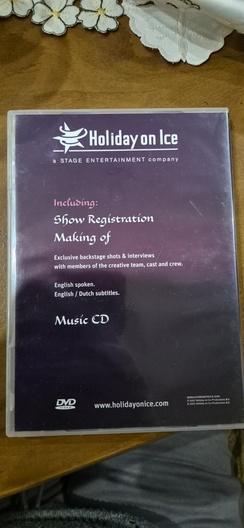 Holiday on Ice
a STAGE ENTERTAINMENT company
Including:
Show Registration
Making of
Exclusive backstage shots & interviews
with members of the creative team, cast and crew.
English spoken.
English / Dutch subtitles.
Music CD
DVD
www.holidayonice.com